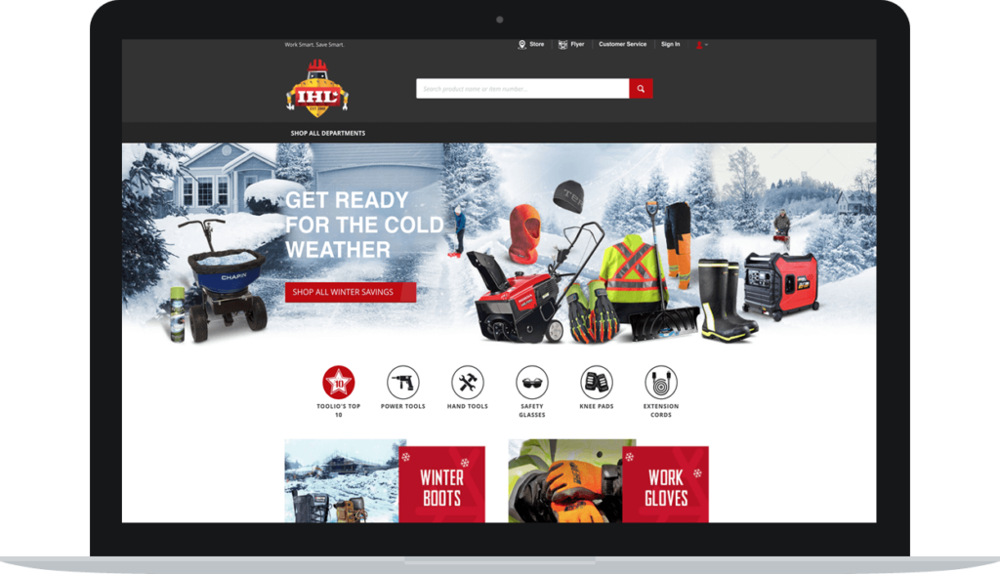 Work Smart. Save Smart.
Store
Flyer
Customer Service
Sign In
IHL
Search product name or item number...
SHOP ALL DEPARTMENTS
GET READY
FOR THE COLD
WEATHER
SHOP ALL WINTER SAVINGS
CHAPIN
10
TOOLIO'S TOP
10
POWER TOOLS
HAND TOOLS
SAFETY
GLASSES
KNEE PADS
EXTENSION
CORDS
WINTER
BOOTS
WORK
GLOVES